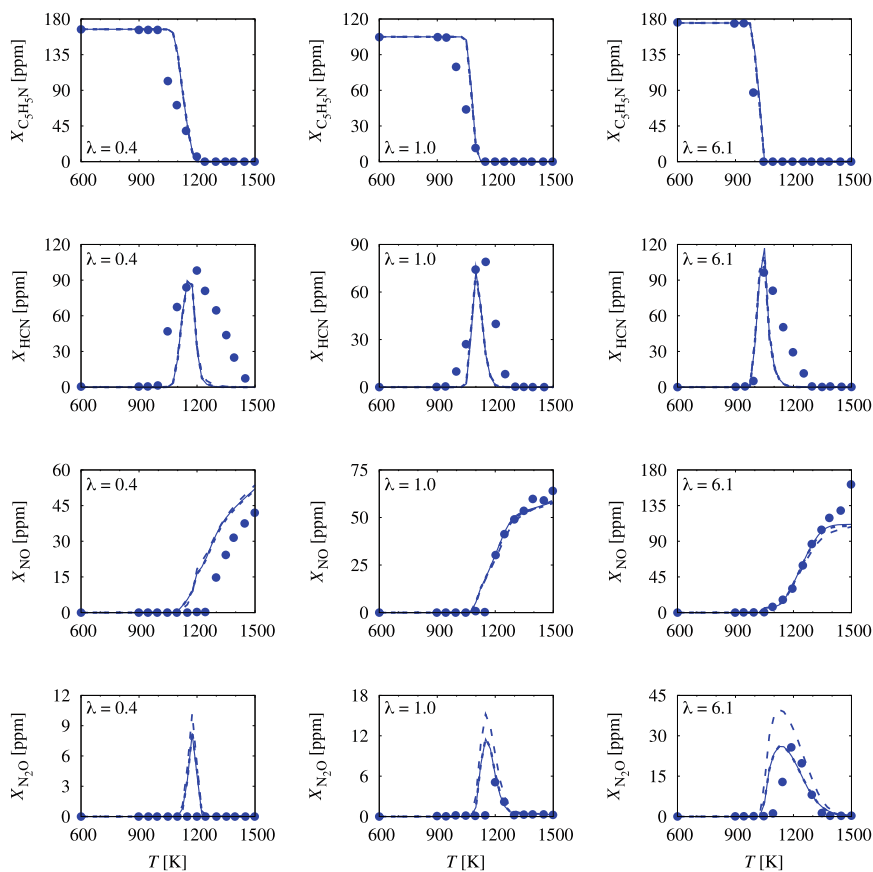 180 135 90 45 0
X_C5H5N [ppm]
λ = 0.4
600 900 1200 1500
120 90 60 30 0
X_C5H5N [ppm]
λ = 1.0
600 900 1200 1500
180 135 90 45 0
X_C5H5N [ppm]
λ = 6.1
600 900 1200 1500
120 90 60 30 0
X_HCN [ppm]
λ = 0.4
600 900 1200 1500
90 60 30 0
X_HCN [ppm]
λ = 1.0
600 900 1200 1500
120 90 60 30 0
X_HCN [ppm]
λ = 6.1
600 900 1200 1500
60 45 30 15 0
X_NO [ppm]
λ = 0.4
600 900 1200 1500
75 50 25 0
X_NO [ppm]
λ = 1.0
600 900 1200 1500
180 135 90 45 0
X_NO [ppm]
λ = 6.1
600 900 1200 1500
12 9 6 3 0
X_N2O [ppm]
λ = 0.4
600 900 1200 1500
T [K]
18 12 6 0
X_N2O [ppm]
λ = 1.0
600 900 1200 1500
T [K]
45 30 15 0
X_N2O [ppm]
λ = 6.1
600 900 1200 1500
T [K]